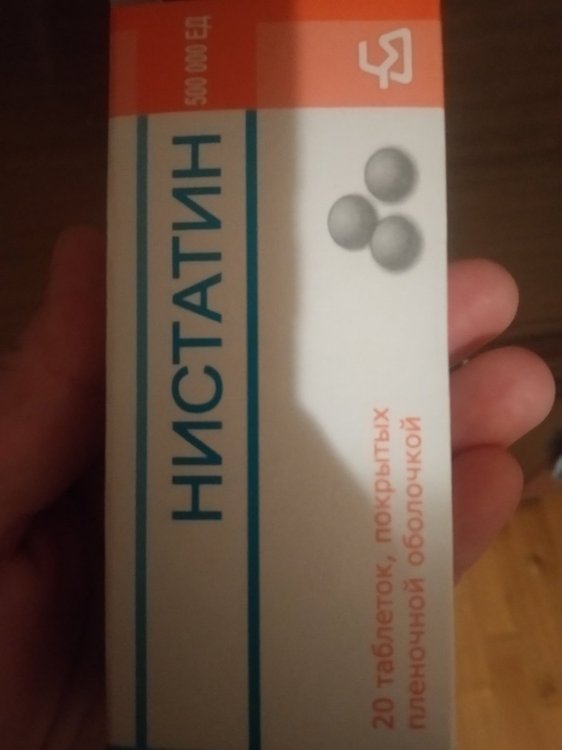 500 000 ЕД
НИСТАТИН
20 таблеток, покрытых
пленочной оболочкой